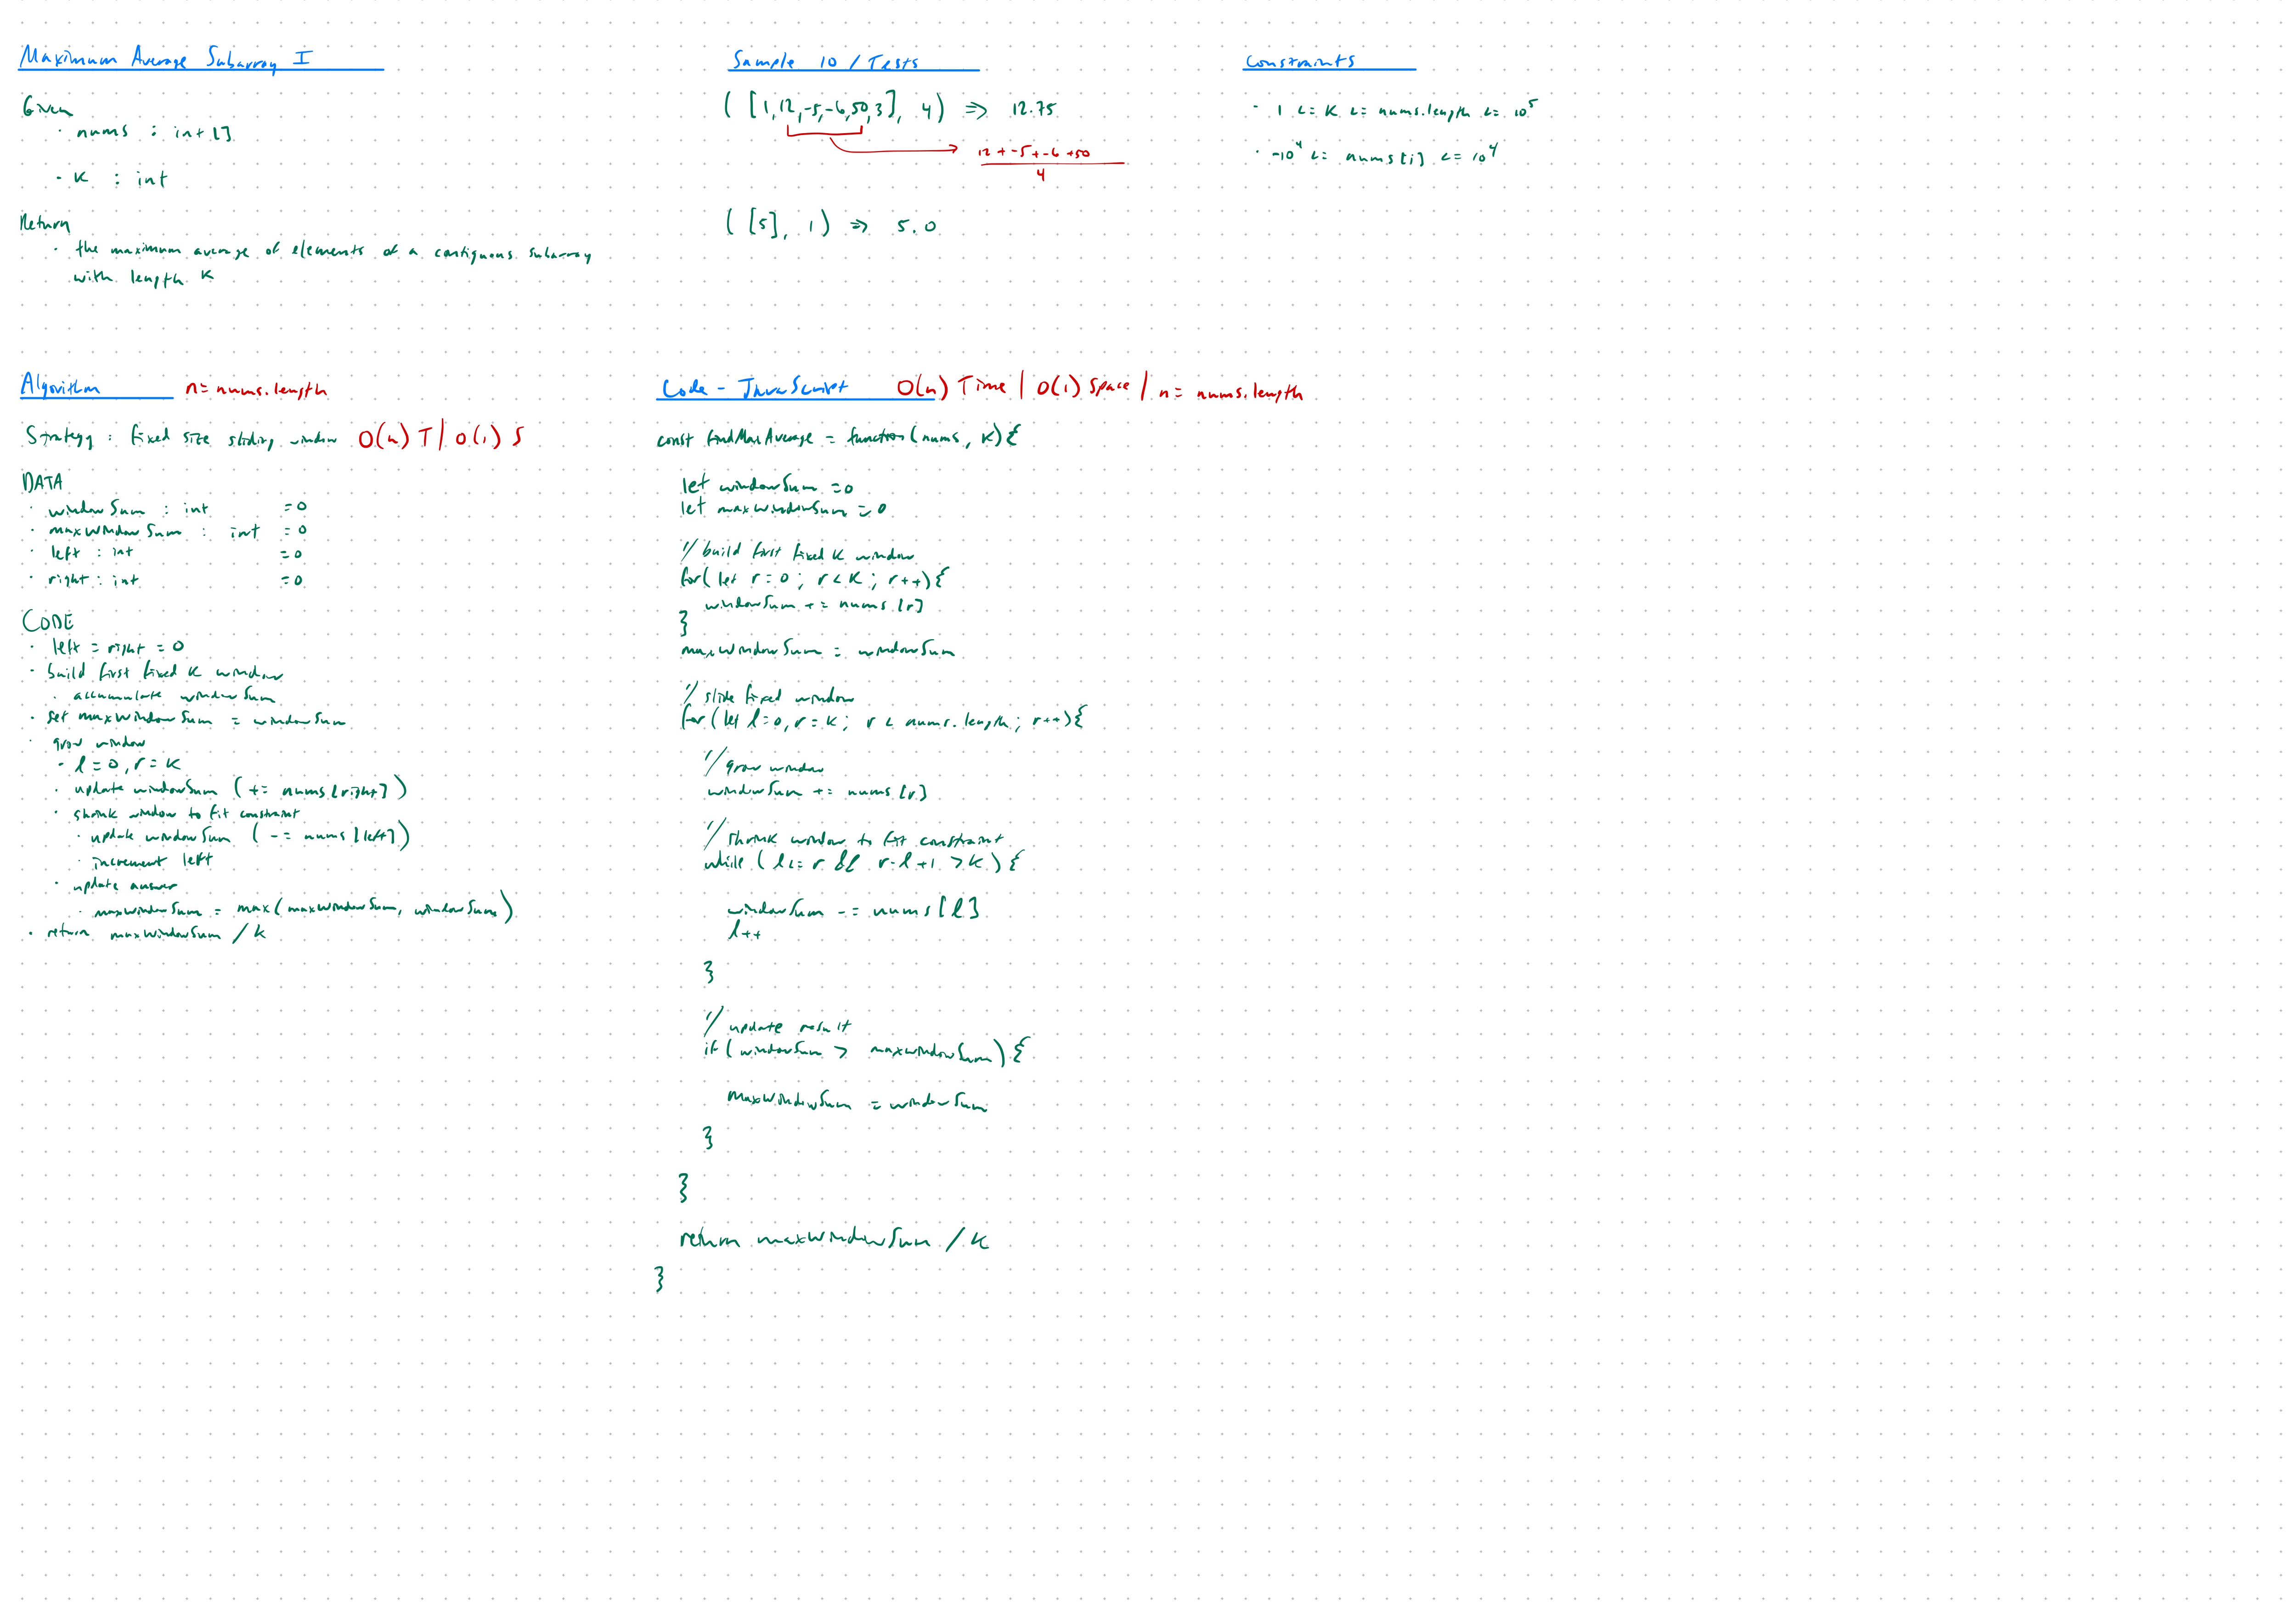 Maximum Average Subarray I
Given
· nums : int[]
· K : int
Return
· the maximum average of elements of a contiguous subarray
with length K
Sample IO / Tests
( [1,12,-5,-6,50,3], 4 ) => 12.75
12 + -5 + -6 +50
4
( [5], 1 ) => 5.0
Constraints
· 1 <= K <= nums.length <= 10^5
· -10^4 <= nums[i] <= 10^4
Algorithm n = nums.length
Strategy : fixed size sliding window O(n) T | O(1) S
DATA
· windowSum : int = 0
· maxWindowSum : int = 0
· left : int = 0
· right : int = 0
CODE
· left = right = 0
· build first fixed K window
· accumulate windowSum
· set maxWindowSum = windowSum
· grow window
· l = 0, r = K
· update windowSum ( += nums[right] )
· shrink window to fit constraint
· update windowSum ( -= nums[left] )
· increment left
· update answer
· maxWindowSum = max( maxWindowSum, windowSum )
· return maxWindowSum / K
Code - JavaScript O(n) Time | O(1) Space | n = nums.length
const findMaxAverage = function(nums, K){
let windowSum = 0
let maxWindowSum = 0
// build first fixed K window
for( let r = 0 ; r < K ; r++){
windowSum += nums[r]
}
maxWindowSum = windowSum
// slide fixed window
for (let l=0, r = K; r < nums.length ; r++){
// grow window
windowSum += nums[r]
// shrink window to fit constraint
while ( l <= r && r-l+1 > K ) {
windowSum -= nums[l]
l++
}
// update result
if ( windowSum > maxWindowSum) {
maxWindowSum = windowSum
}
}
return maxWindowSum / K
}